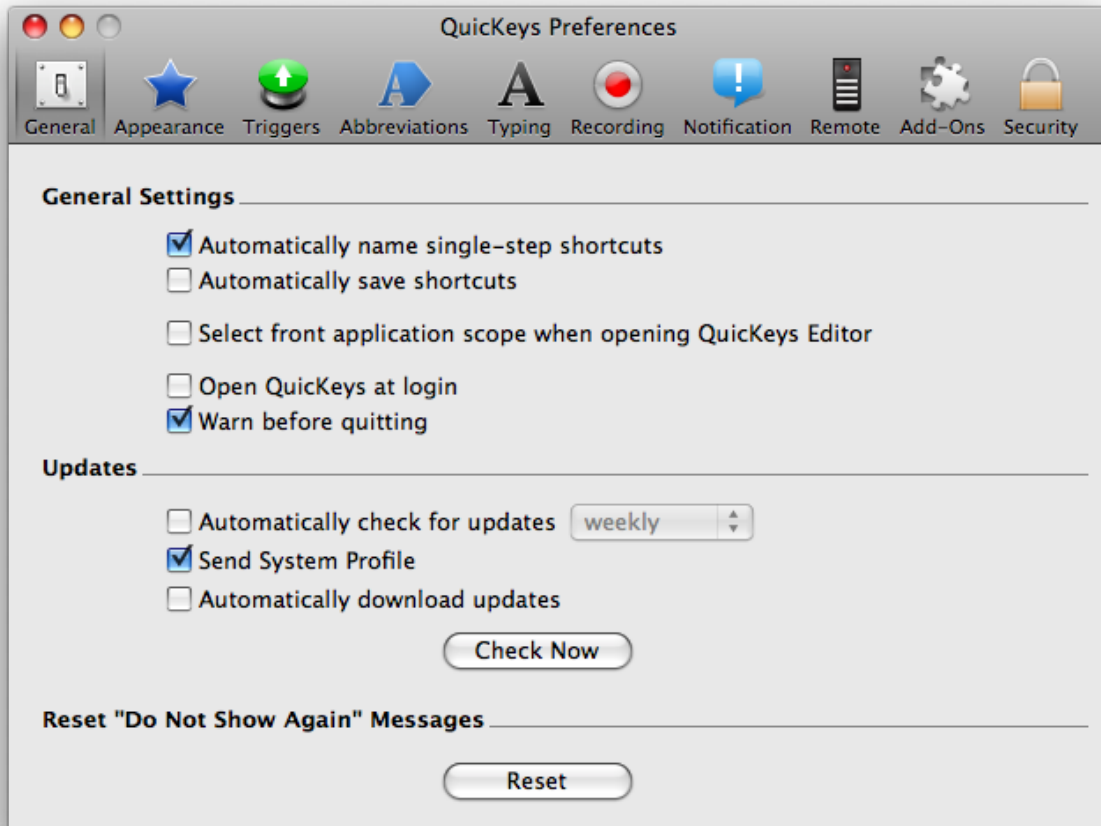 QuicKeys Preferences
General Appearance Triggers Abbreviations Typing Recording Notification Remote Add-Ons Security
General Settings
Automatically name single-step shortcuts
Automatically save shortcuts
Select front application scope when opening QuicKeys Editor
Open QuicKeys at login
Warn before quitting
Updates
Automatically check for updates weekly
Send System Profile
Automatically download updates
Check Now
Reset "Do Not Show Again" Messages
Reset